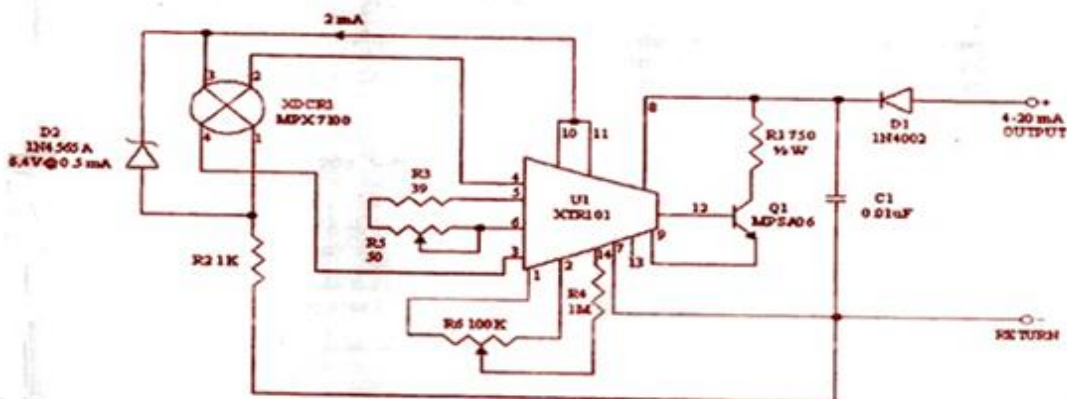 2 mA
3
2
XDCR1
MPX7100
4
1
D2
1N4565A
6.4V@0.5 mA
R2 1K
10
11
8
R1 750
½ W
D1
1N4002
+
4-20 mA
OUTPUT
R3
39
4
5
6
3
U1
XTR101
12
Q1
MPSA06
C1
0.01uF
R5
50
9
7
14
13
1
2
R4
1M
R6 100K
-
RETURN